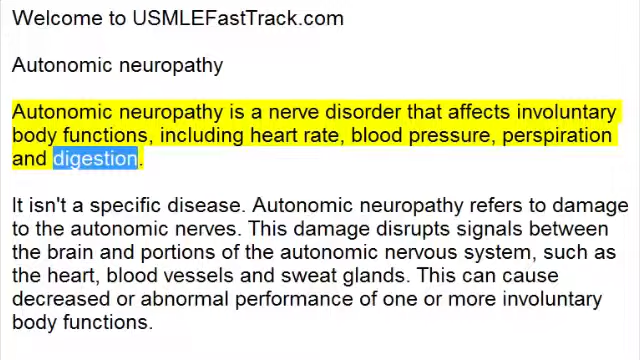 Welcome to USMLEFastTrack.com
Autonomic neuropathy
Autonomic neuropathy is a nerve disorder that affects involuntary
body functions, including heart rate, blood pressure, perspiration
and digestion.
It isn't a specific disease. Autonomic neuropathy refers to damage
to the autonomic nerves. This damage disrupts signals between
the brain and portions of the autonomic nervous system, such as
the heart, blood vessels and sweat glands. This can cause
decreased or abnormal performance of one or more involuntary
body functions.